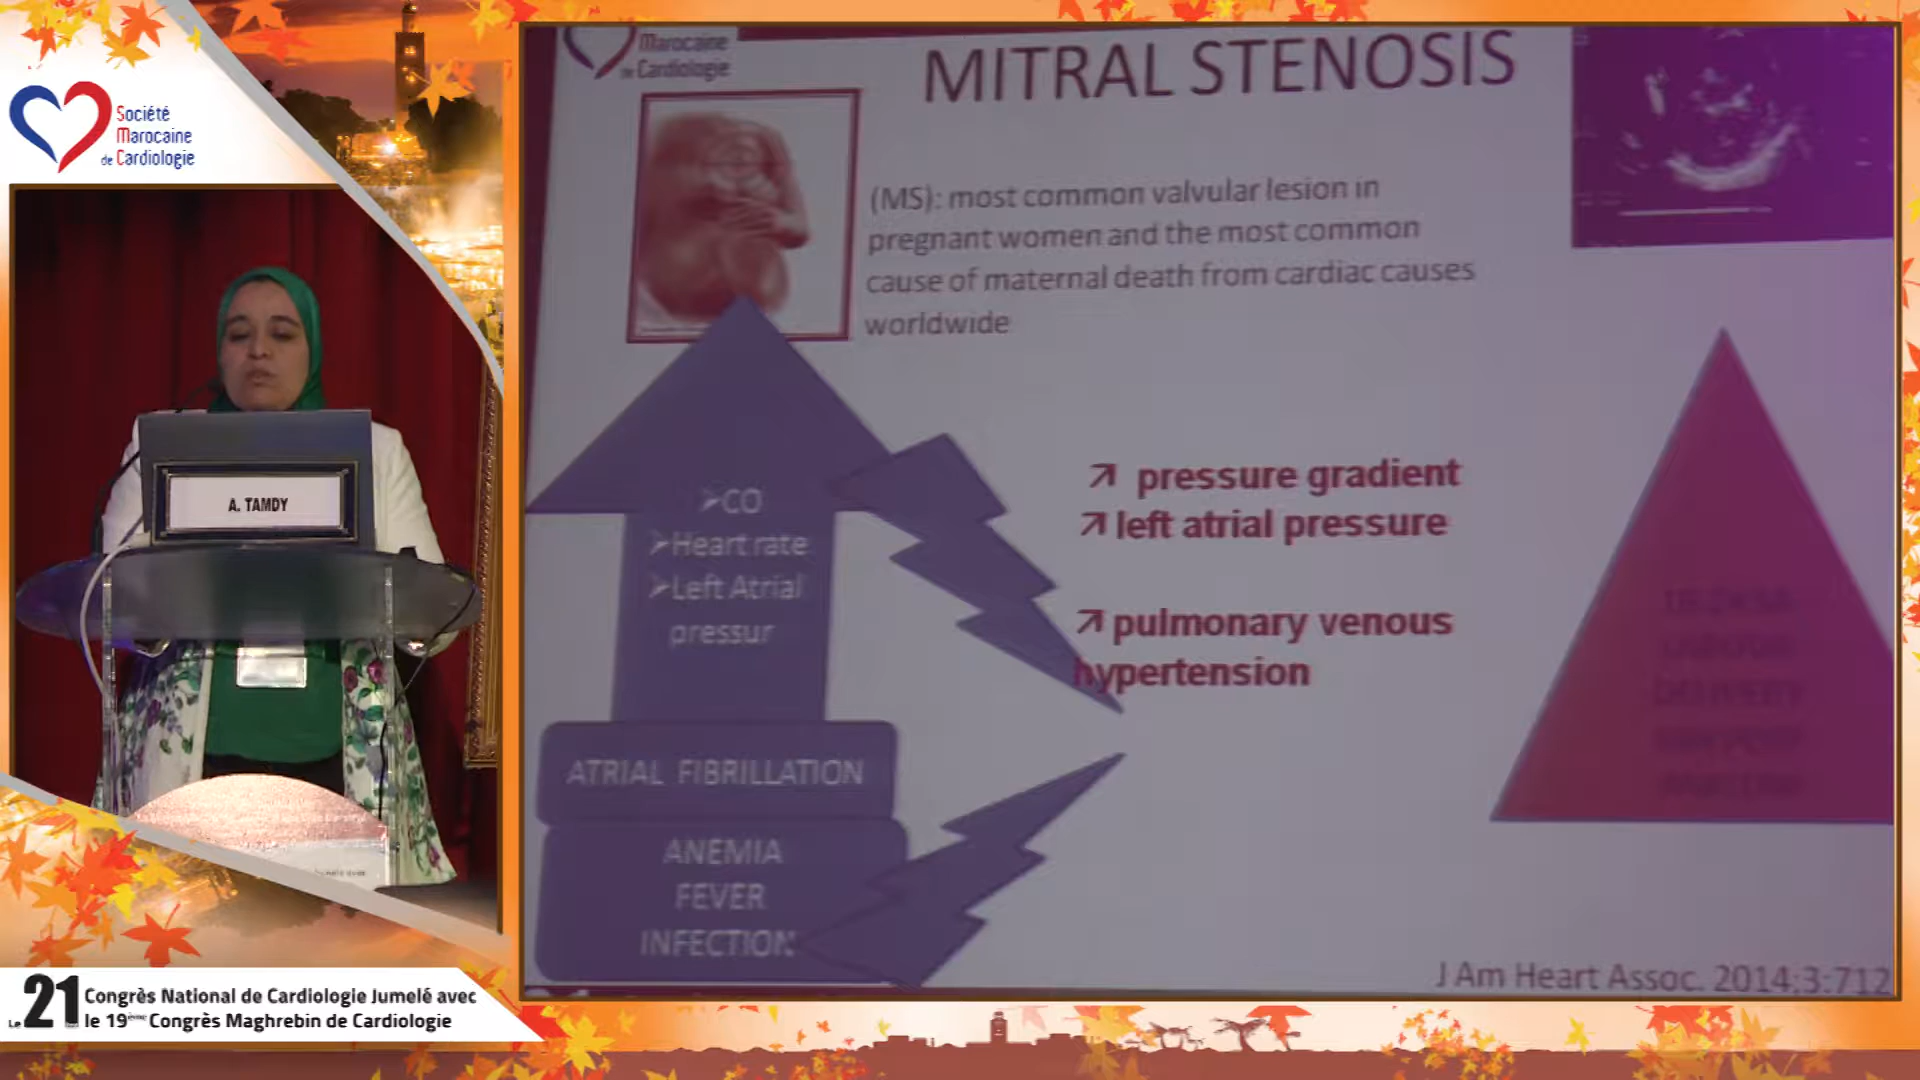 Société
Marocaine
de Cardiologie
A. TAMDY
Le 21 Congrès National de Cardiologie Jumelé avec
le 19ème Congrès Maghrebin de Cardiologie
Marocaine
de Cardiologie
MITRAL STENOSIS
(MS): most common valvular lesion in
pregnant women and the most common
cause of maternal death from cardiac causes
worldwide
➢CO
➢Heart rate
➢Left Atrial
pressur
↗ pressure gradient
↗ left atrial pressure
↗ pulmonary venous
hypertension
ATRIAL FIBRILLATION
ANEMIA
FEVER
INFECTION
DELIVERY
J Am Heart Assoc. 2014;3:712